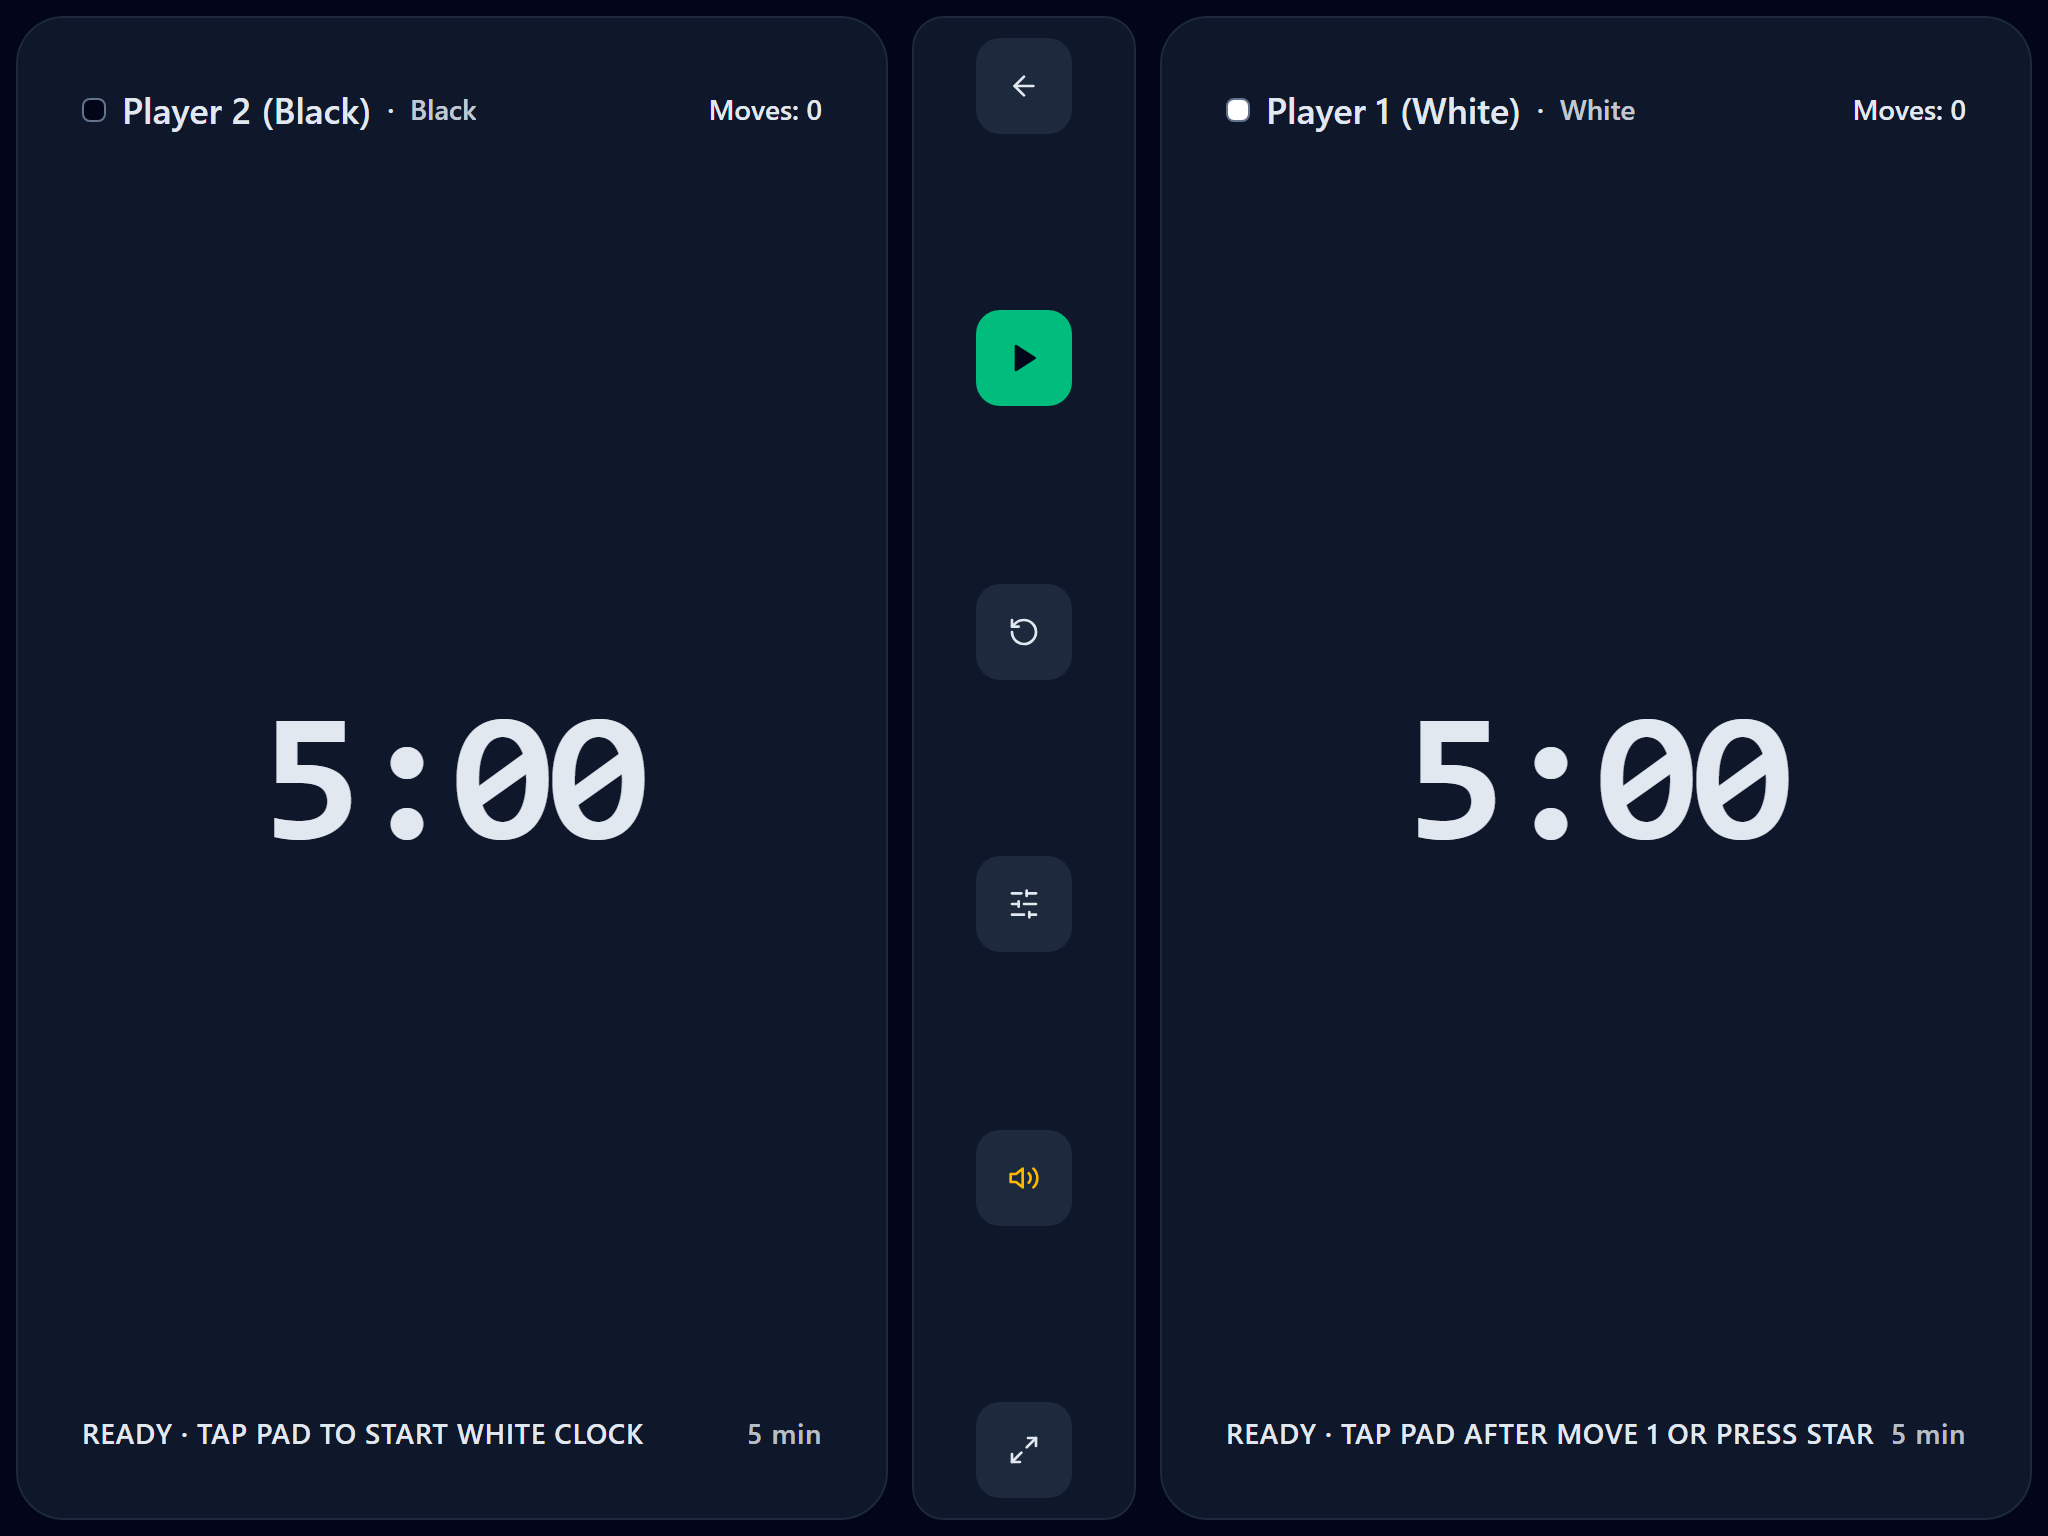 Player 2 (Black) · Black
Moves: 0
5:00
READY · TAP PAD TO START WHITE CLOCK
5 min
Player 1 (White) · White
Moves: 0
5:00
READY · TAP PAD AFTER MOVE 1 OR PRESS STAR
5 min